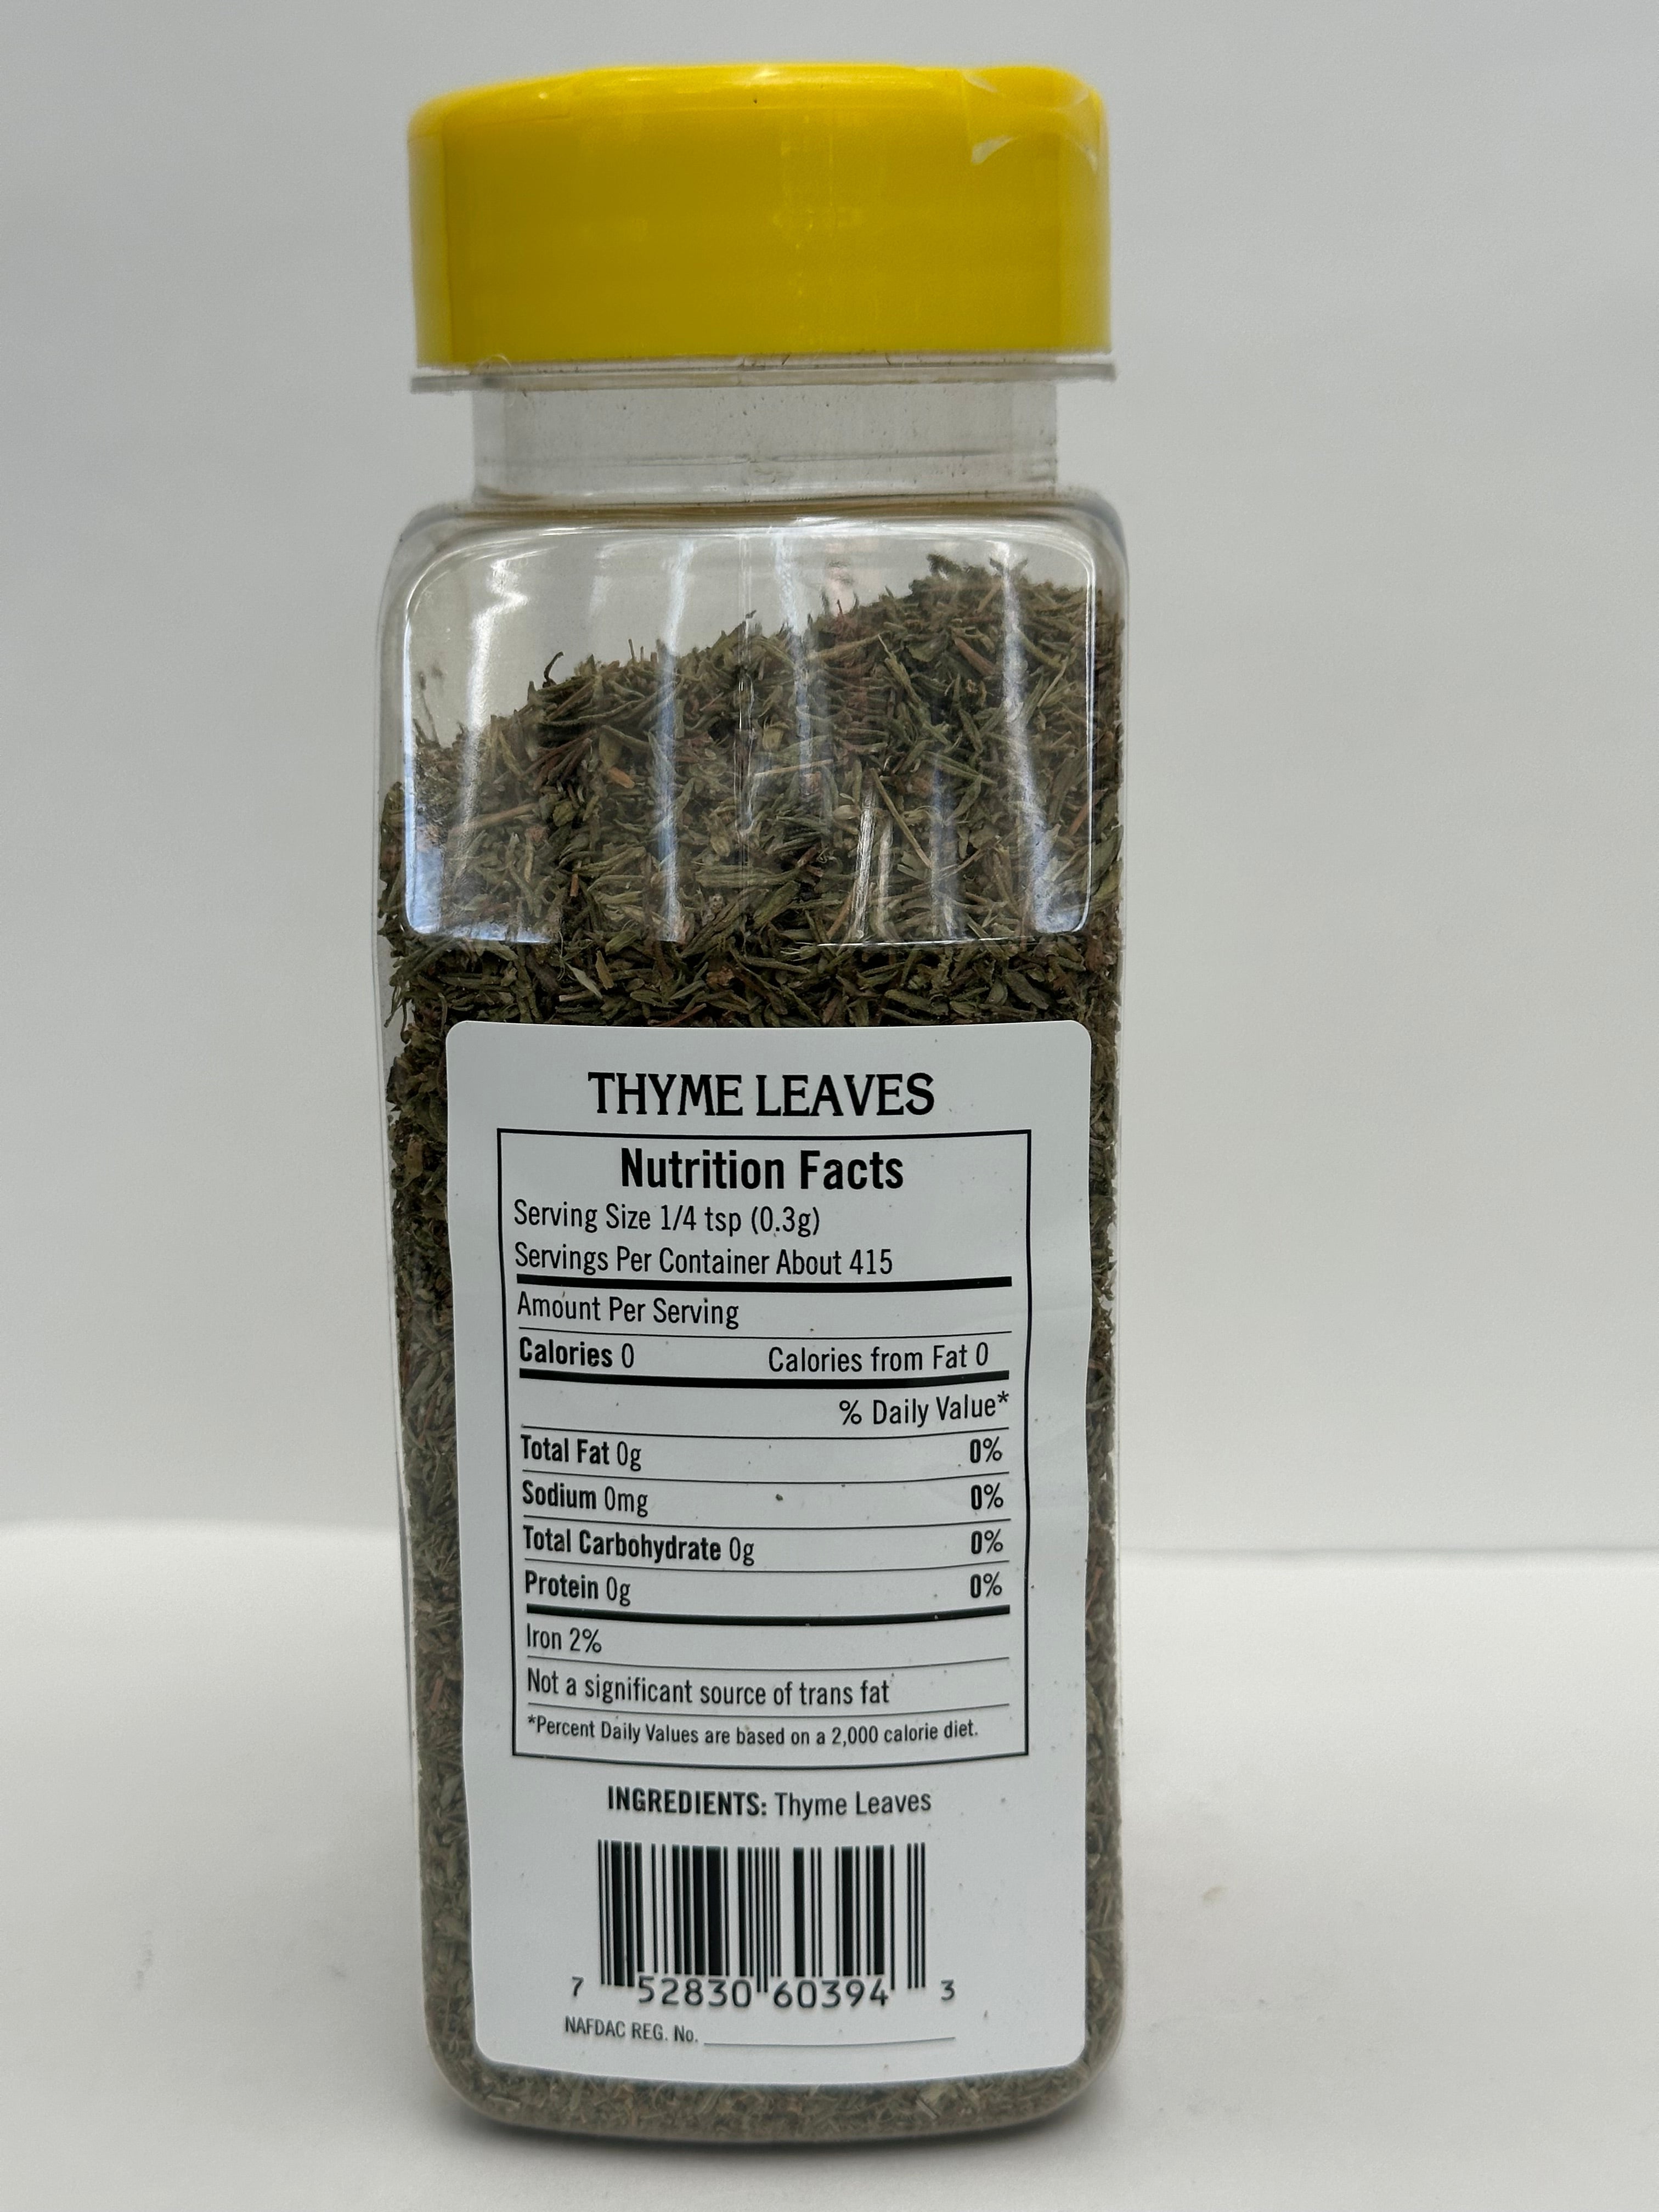 THYME LEAVES
Nutrition Facts
Serving Size 1/4 tsp (0.3g)
Servings Per Container About 415
Amount Per Serving
Calories 0 Calories from Fat 0
% Daily Value*
Total Fat 0g 0%
Sodium 0mg 0%
Total Carbohydrate 0g 0%
Protein 0g 0%
Iron 2%
Not a significant source of trans fat
*Percent Daily Values are based on a 2,000 calorie diet.
INGREDIENTS: Thyme Leaves
7 52830 60394 3
NAFDAC REG. No.